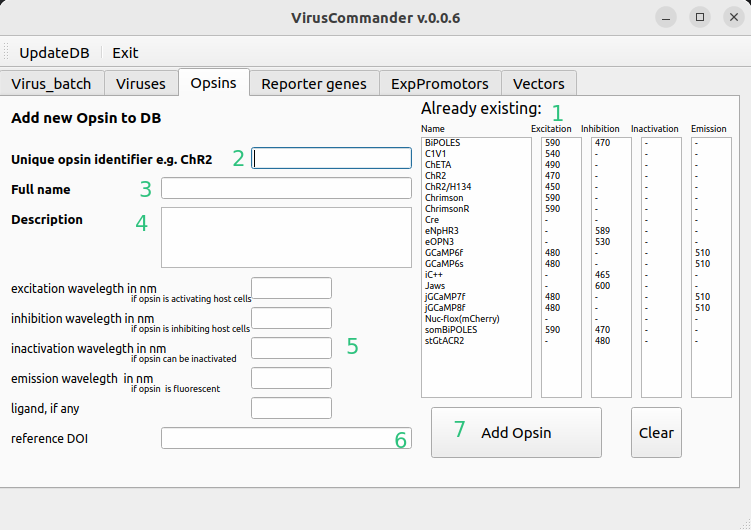 VirusCommander v.0.0.6
UpdateDB Exit
Virus_batch Viruses Opsins Reporter genes ExpPromotors Vectors
Add new Opsin to DB
Already existing: 1
Name Excitation Inhibition Inactivation Emission
Unique opsin identifier e.g. ChR2 2
Full name 3
Description 4
BiPOLES 590 470 - -
C1V1 540 - - -
ChETA 490 - - -
ChR2 470 - - -
ChR2/H134 450 - - -
Chrimson 590 - - -
ChrimsonR 590 - - -
Cre - - - -
eNpHR3 - 589 - -
eOPN3 - 530 - -
GCaMP6f 480 - - 510
GCaMP6s 480 - - 510
iC++ - 465 - -
Jaws - 600 - -
jGCaMP7f 480 - - 510
jGCaMP8f 480 - - 510
Nuc-flox(mCherry) - - - -
somBiPOLES 590 470 - -
stGtACR2 - 480 - -
excitation wavelegth in nm
if opsin is activating host cells
inhibition wavelegth in nm
if opsin is inhibiting host cells
inactivation wavelegth in nm 5
if opsin can be inactivated
emission wavelegth in nm
if opsin is fluorescent
ligand, if any
reference DOI 6
7 Add Opsin Clear